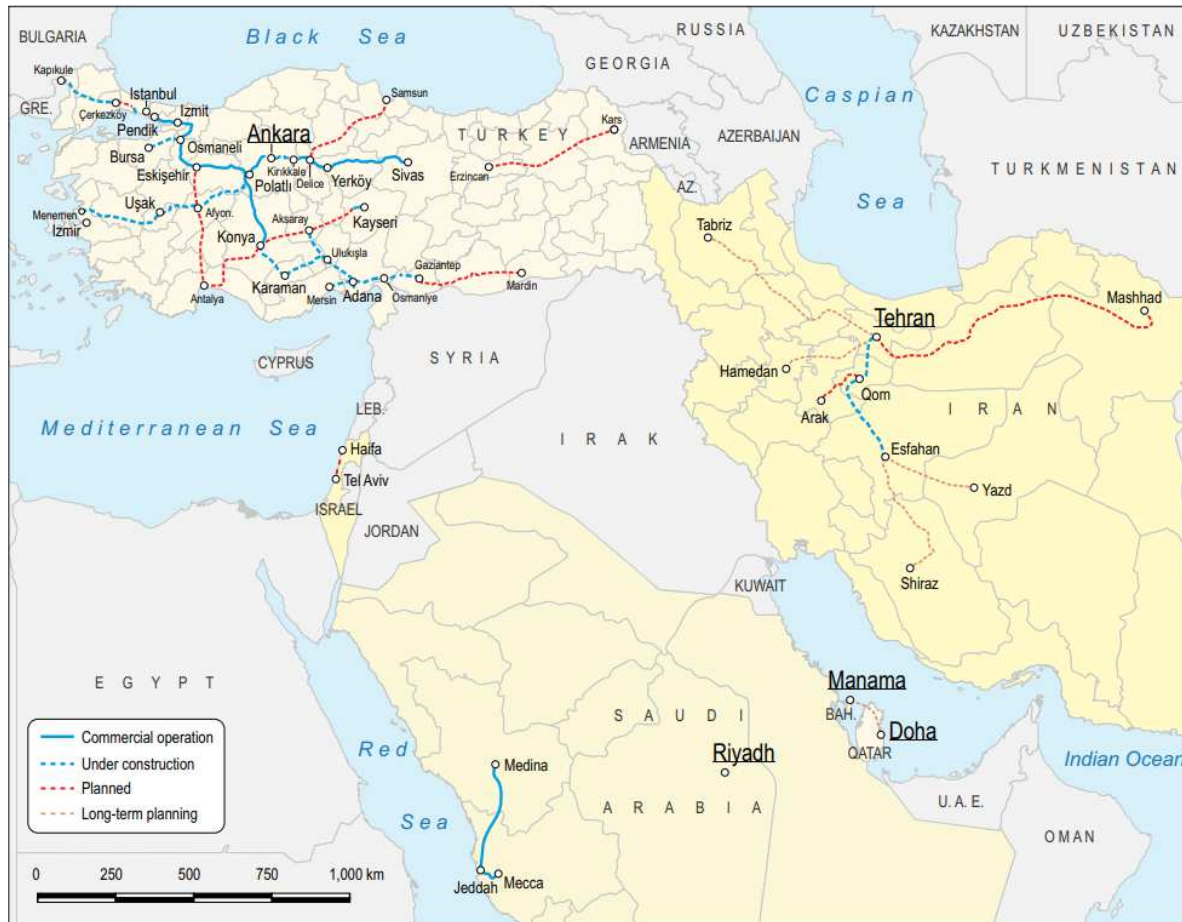 BULGARIA
Black Sea
RUSSIA
KAZAKHSTAN
UZBEKISTAN
GEORGIA
Kapıkule
GRE.
Çerkezköy
Istanbul
Pendik
Izmit
Samsun
Caspian
Sea
Ankara
TURKEY
Kars
ARMENIA
AZERBAIJAN
AZ.
TURKMENISTAN
Bursa
Osmaneli
Eskişehir
Polatlı
Kırıkkale
Delice
Yerköy
Sivas
Erzincan
Menemen
Izmir
Uşak
Afyon.
Aksaray
Kayseri
Konya
Ulukışla
Karaman
Antalya
Mersin
Adana
Osmaniye
Gaziantep
Mardin
Tabriz
Tehran
Mashhad
Hamedan
Qom
Arak
IRAN
Esfahan
Yazd
Shiraz
CYPRUS
SYRIA
LEB.
Mediterranean Sea
IRAK
Haifa
Tel Aviv
ISRAEL
JORDAN
KUWAIT
EGYPT
Manama
BAH.
Doha
QATAR
SAUDI
ARABIA
Riyadh
Red
Sea
Medina
Jeddah
Mecca
U.A.E.
OMAN
Indian Ocean
Commercial operation
Under construction
Planned
Long-term planning
0 250 500 750 1,000 km